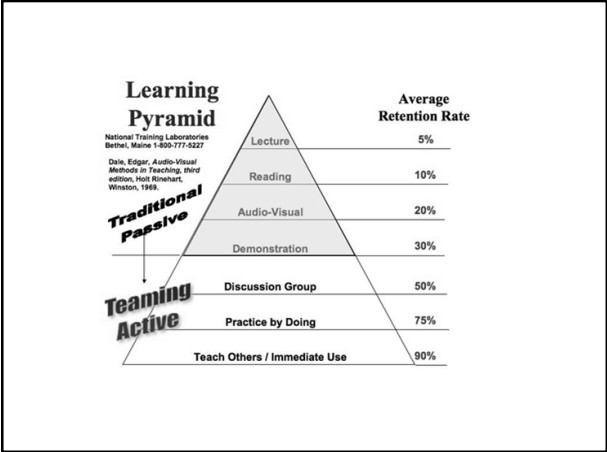 Learning
Pyramid
National Training Laboratories
Bethel, Maine 1-800-777-5227
Dale, Edgar, Audio-Visual
Methods in Teaching, third
edition, Holt Rinehart,
Winston, 1969.
Traditional
Passive
Teaming
Active
Average
Retention Rate
Lecture 5%
Reading 10%
Audio-Visual 20%
Demonstration 30%
Discussion Group 50%
Practice by Doing 75%
Teach Others / Immediate Use 90%